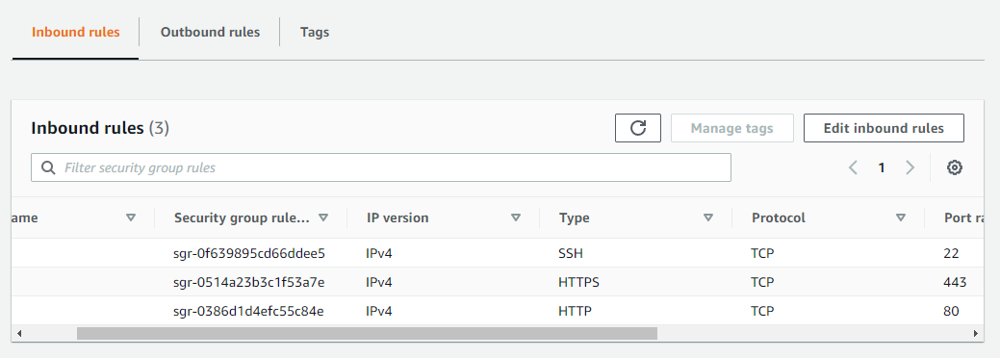 Inbound rules Outbound rules Tags
Inbound rules (3) Manage tags Edit inbound rules
Filter security group rules 1
ame Security group rule... IP version Type Protocol Port ra
sgr-0f639895cd66ddee5 IPv4 SSH TCP 22
sgr-0514a23b3c1f53a7e IPv4 HTTPS TCP 443
sgr-0386d1d4efc55c84e IPv4 HTTP TCP 80